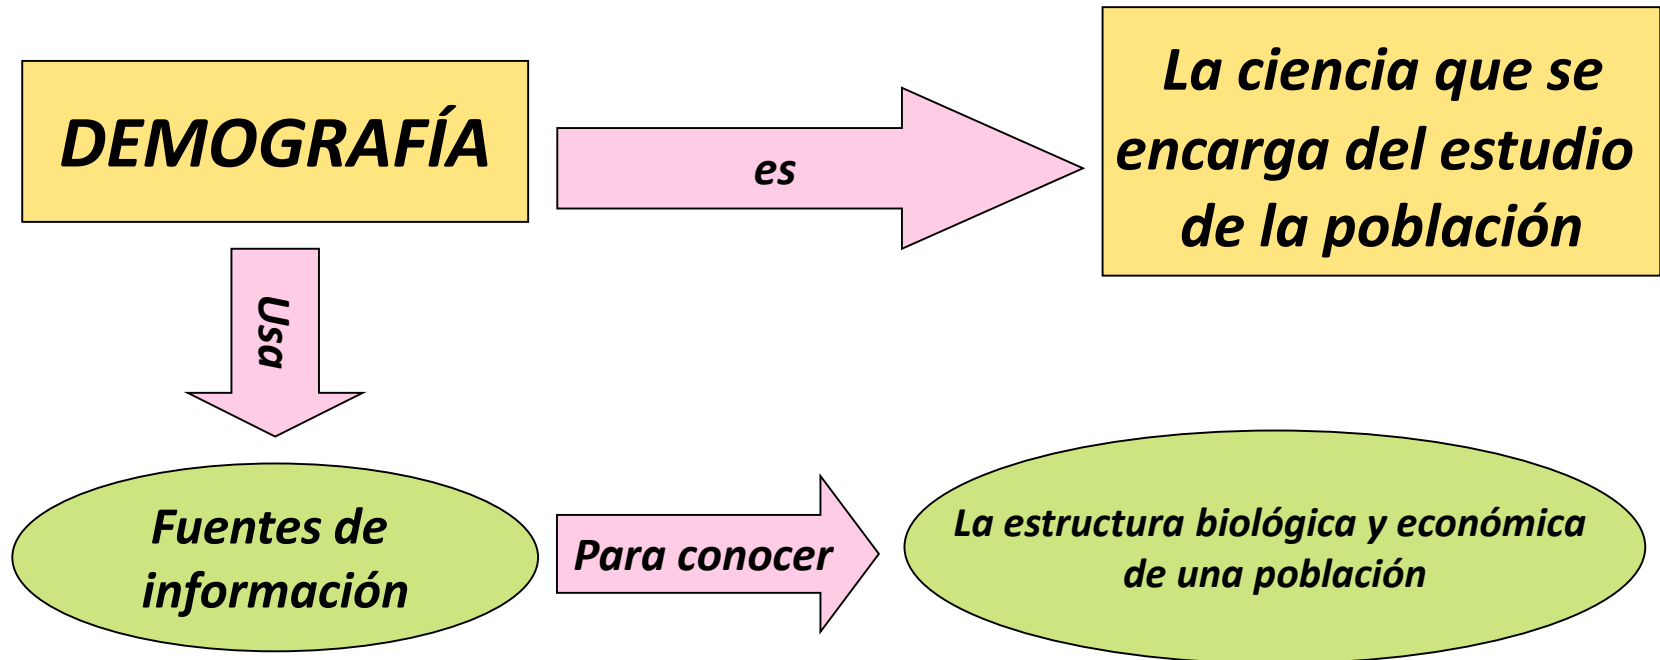 DEMOGRAFÍA
es
La ciencia que se
encarga del estudio
de la población
Usa
Fuentes de
información
Para conocer
La estructura biológica y económica
de una población